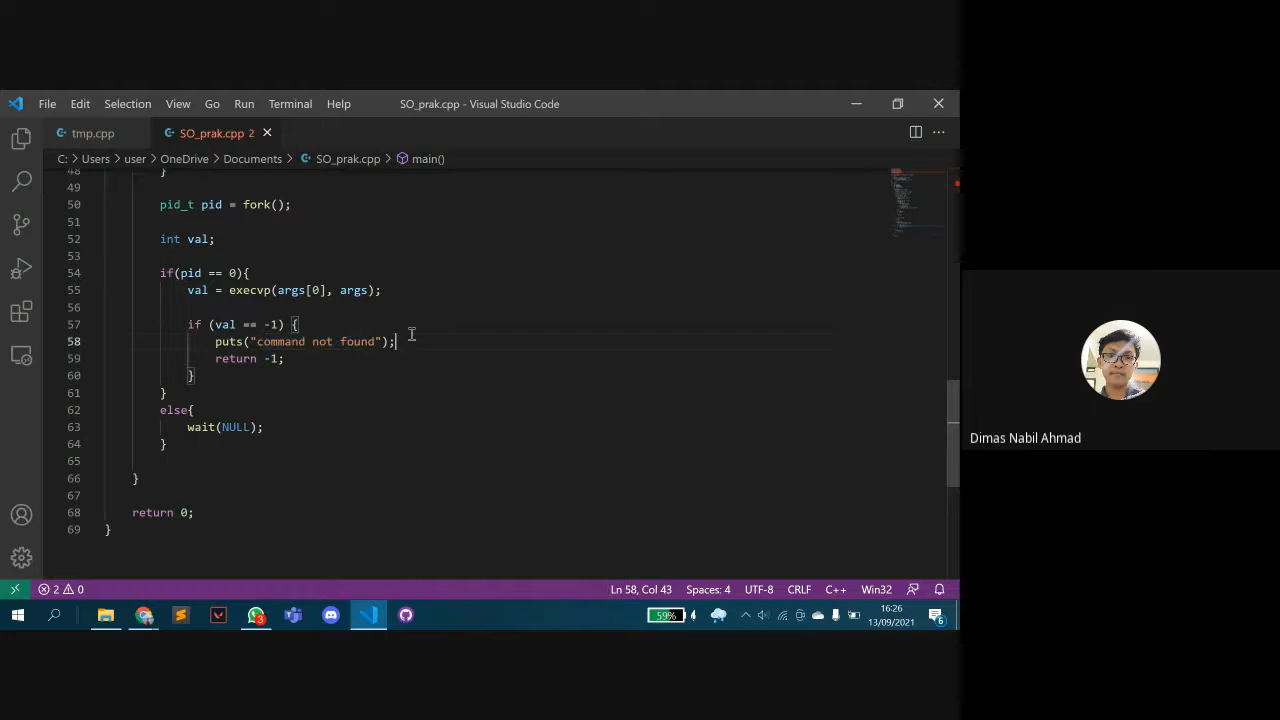 File Edit Selection View Go Run Terminal Help SO_prak.cpp - Visual Studio Code
tmp.cpp SO_prak.cpp 2
C: > Users > user > OneDrive > Documents > SO_prak.cpp > main()
48 }
49
50 pid_t pid = fork();
51
52 int val;
53
54 if(pid == 0){
55 val = execvp(args[0], args);
56
57 if (val == -1) {
58 puts("command not found");
59 return -1;
60 }
61 }
62 else{
63 wait(NULL);
64 }
65
66 }
67
68 return 0;
69 }
Dimas Nabil Ahmad
2 0 Ln 58, Col 43 Spaces: 4 UTF-8 CRLF C++ Win32
3 59% 16:26
13/09/2021 6